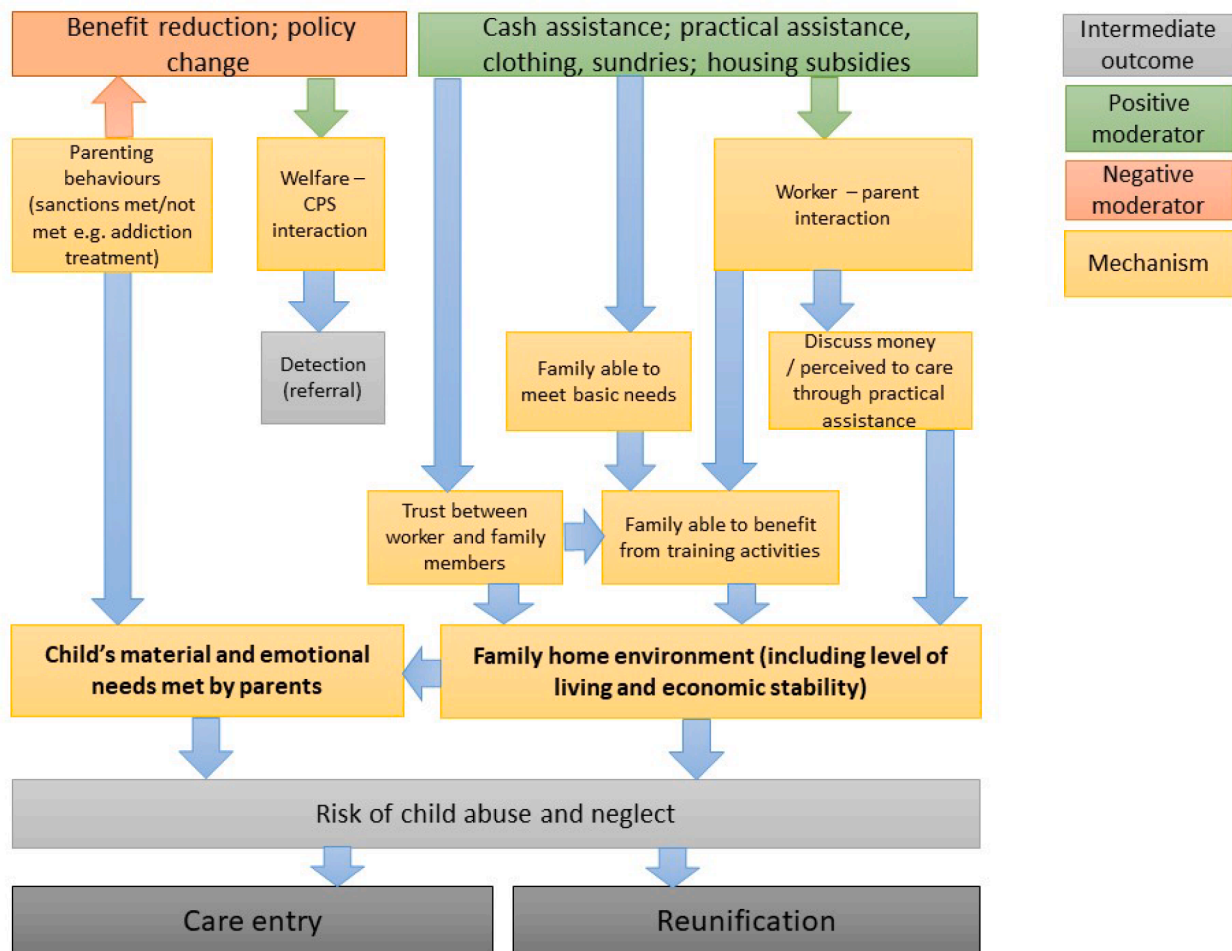 Benefit reduction; policy
change
Cash assistance; practical assistance,
clothing, sundries; housing subsidies
Intermediate
outcome
Positive
moderator
Negative
moderator
Mechanism
Parenting
behaviours
(sanctions met/not
met e.g. addiction
treatment)
Welfare –
CPS
interaction
Worker – parent
interaction
Detection
(referral)
Family able to
meet basic needs
Discuss money
/ perceived to care
through practical
assistance
Trust between
worker and family
members
Family able to benefit
from training activities
Child's material and emotional
needs met by parents
Family home environment (including level of
living and economic stability)
Risk of child abuse and neglect
Care entry
Reunification